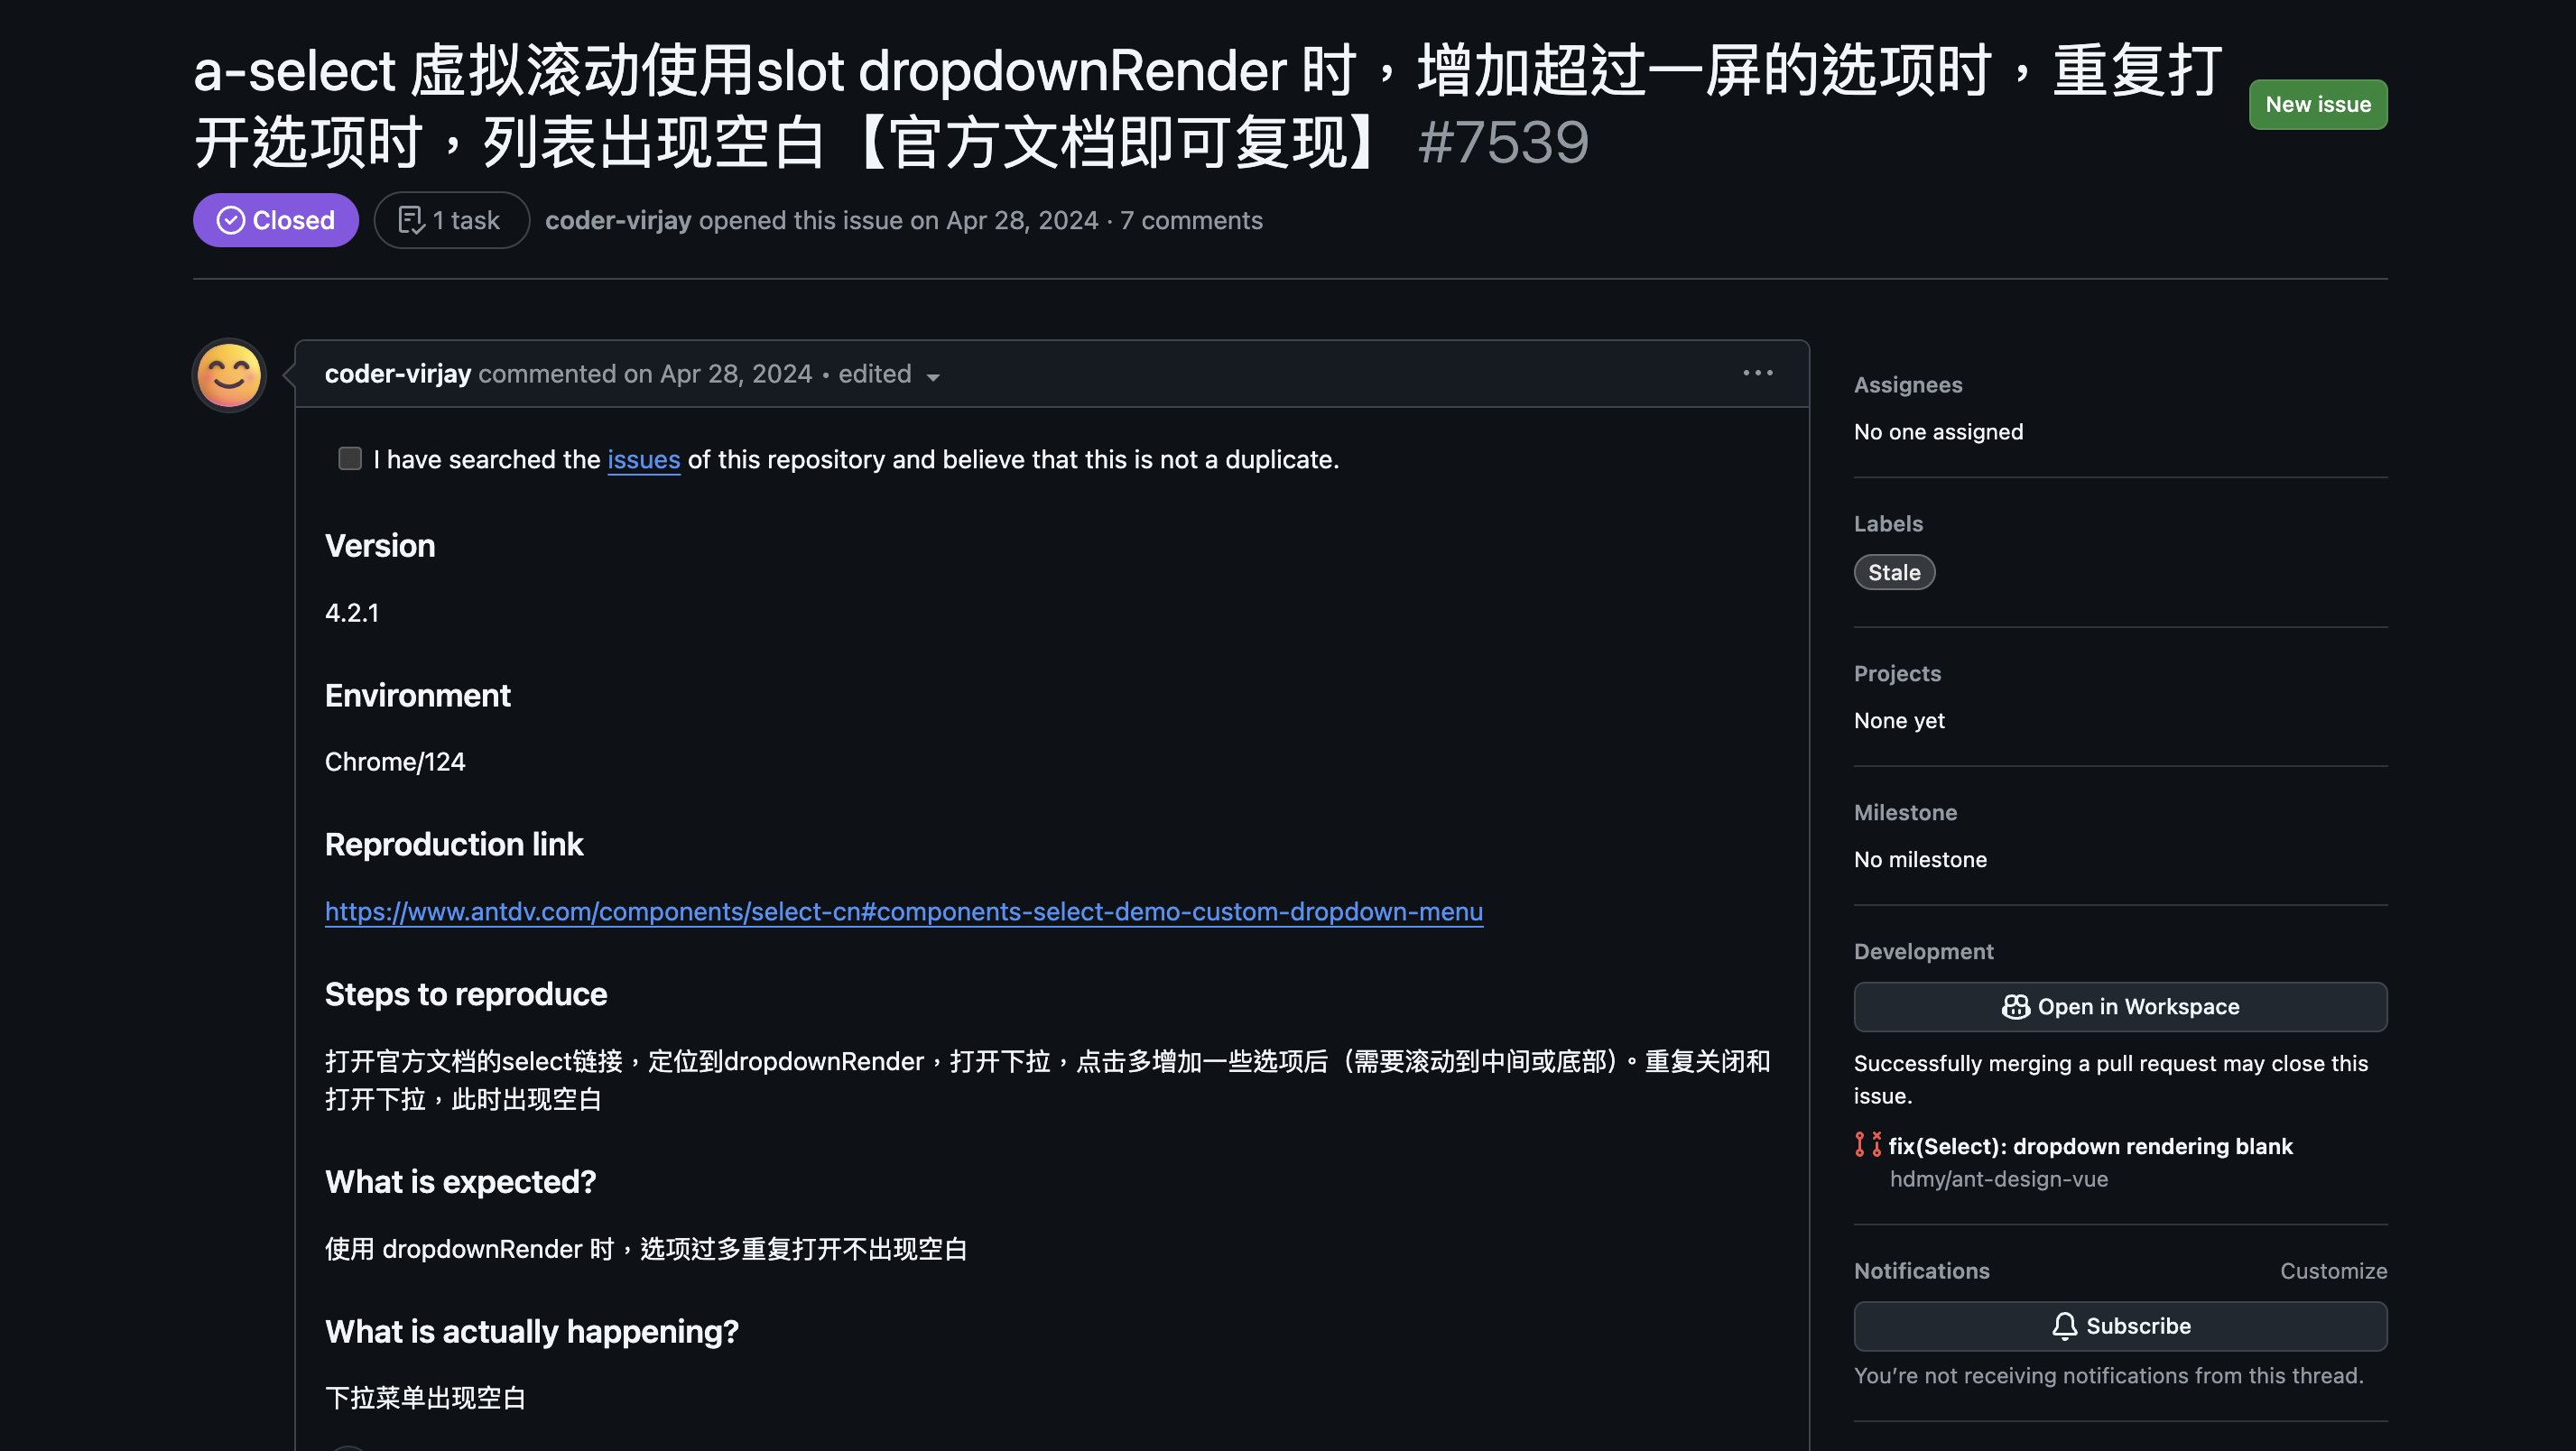 a-select 虚拟滚动使用slot dropdownRender 时，增加超过一屏的选项时，重复打
开选项时，列表出现空白【官方文档即可复现】 #7539
New issue
Closed
1 task
coder-virjay opened this issue on Apr 28, 2024 · 7 comments
coder-virjay commented on Apr 28, 2024 • edited
I have searched the issues of this repository and believe that this is not a duplicate.
Version
4.2.1
Environment
Chrome/124
Reproduction link
https://www.antdv.com/components/select-cn#components-select-demo-custom-dropdown-menu
Steps to reproduce
打开官方文档的select链接，定位到dropdownRender，打开下拉，点击多增加一些选项后（需要滚动到中间或底部）。重复关闭和
打开下拉，此时出现空白
What is expected?
使用 dropdownRender 时，选项过多重复打开不出现空白
What is actually happening?
下拉菜单出现空白
Assignees
No one assigned
Labels
Stale
Projects
None yet
Milestone
No milestone
Development
Open in Workspace
Successfully merging a pull request may close this
issue.
fix(Select): dropdown rendering blank
hdmy/ant-design-vue
Notifications
Customize
Subscribe
You’re not receiving notifications from this thread.